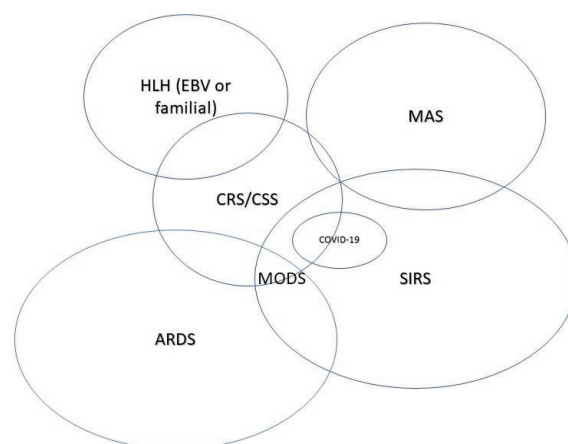 HLH (EBV or
familial)
MAS
CRS/CSS
COVID-19
MODS
SIRS
ARDS